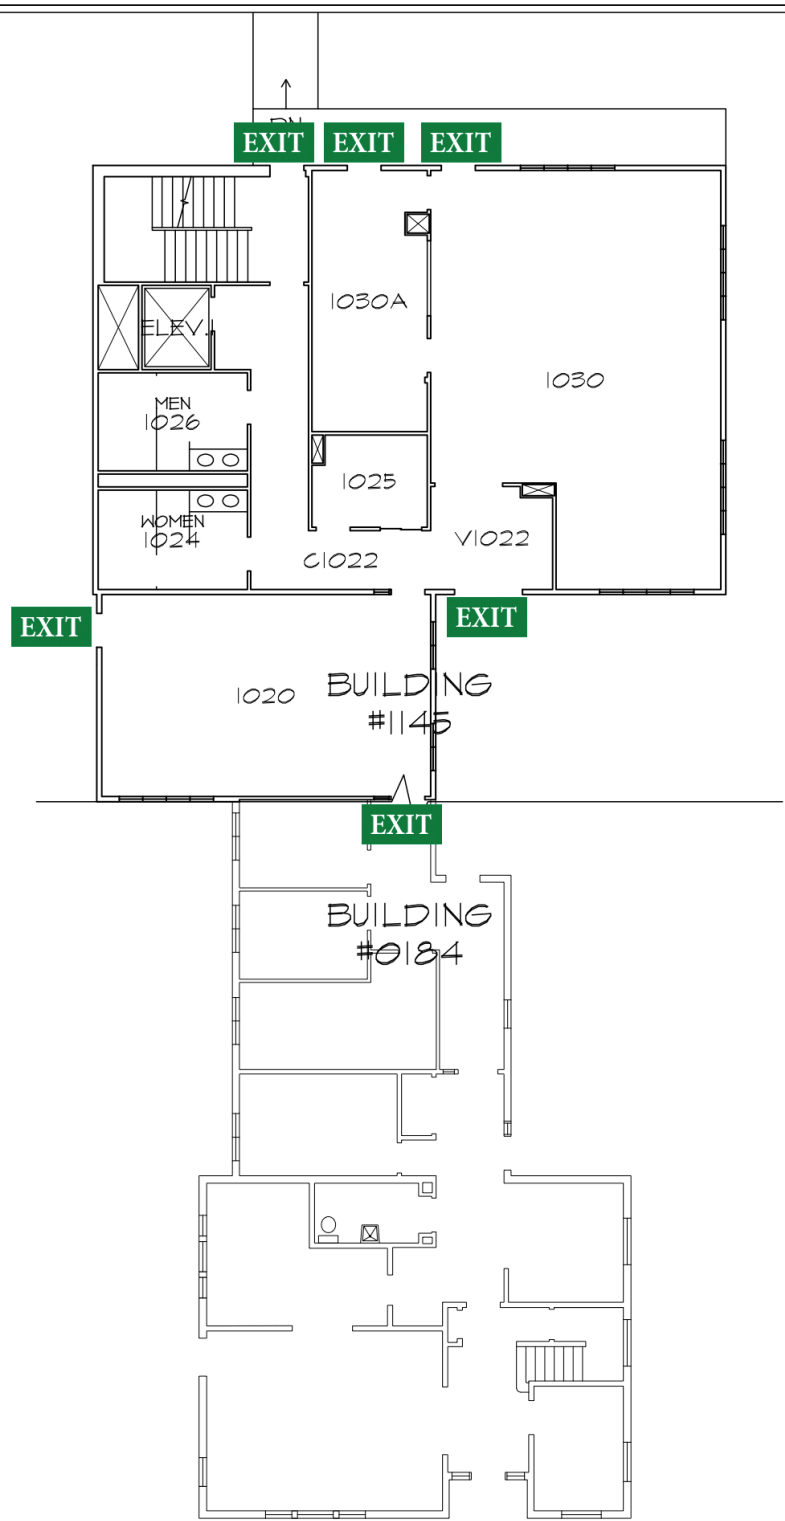 DN
EXIT EXIT EXIT
1030A
ELEV. 1
1030
MEN
1026
1025
WOMEN
1024
V1022
C1022
EXIT
EXIT
1020
BUILDING
#1145
EXIT
BUILDING
#0184